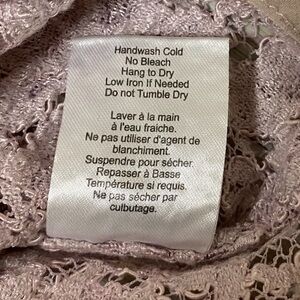 Handwash Cold
No Bleach
Hang to Dry
Low Iron If Needed
Do not Tumble Dry
Laver à la main
à l'eau fraiche.
Ne pas utiliser d'agent de
blanchiment.
Suspendre pour sécher.
Repasser à Basse
Température si requis.
Ne pas sécher par
culbutage.